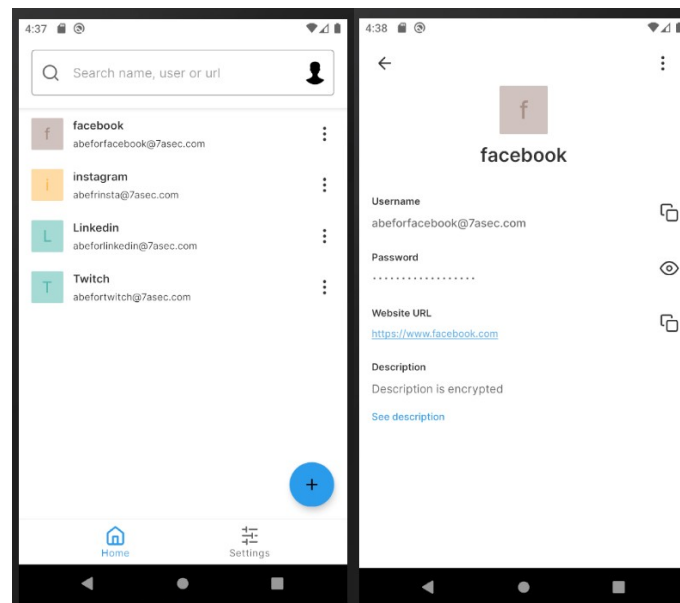 4:37
Search name, user or url
f
facebook
abeforfacebook@7asec.com
i
instagram
abefrinsta@7asec.com
L
Linkedin
abeforlinkedin@7asec.com
T
Twitch
abefortwitch@7asec.com
+
Home
Settings
4:38
f
facebook
Username
abeforfacebook@7asec.com
Password
.................
Website URL
https://www.facebook.com
Description
Description is encrypted
See description